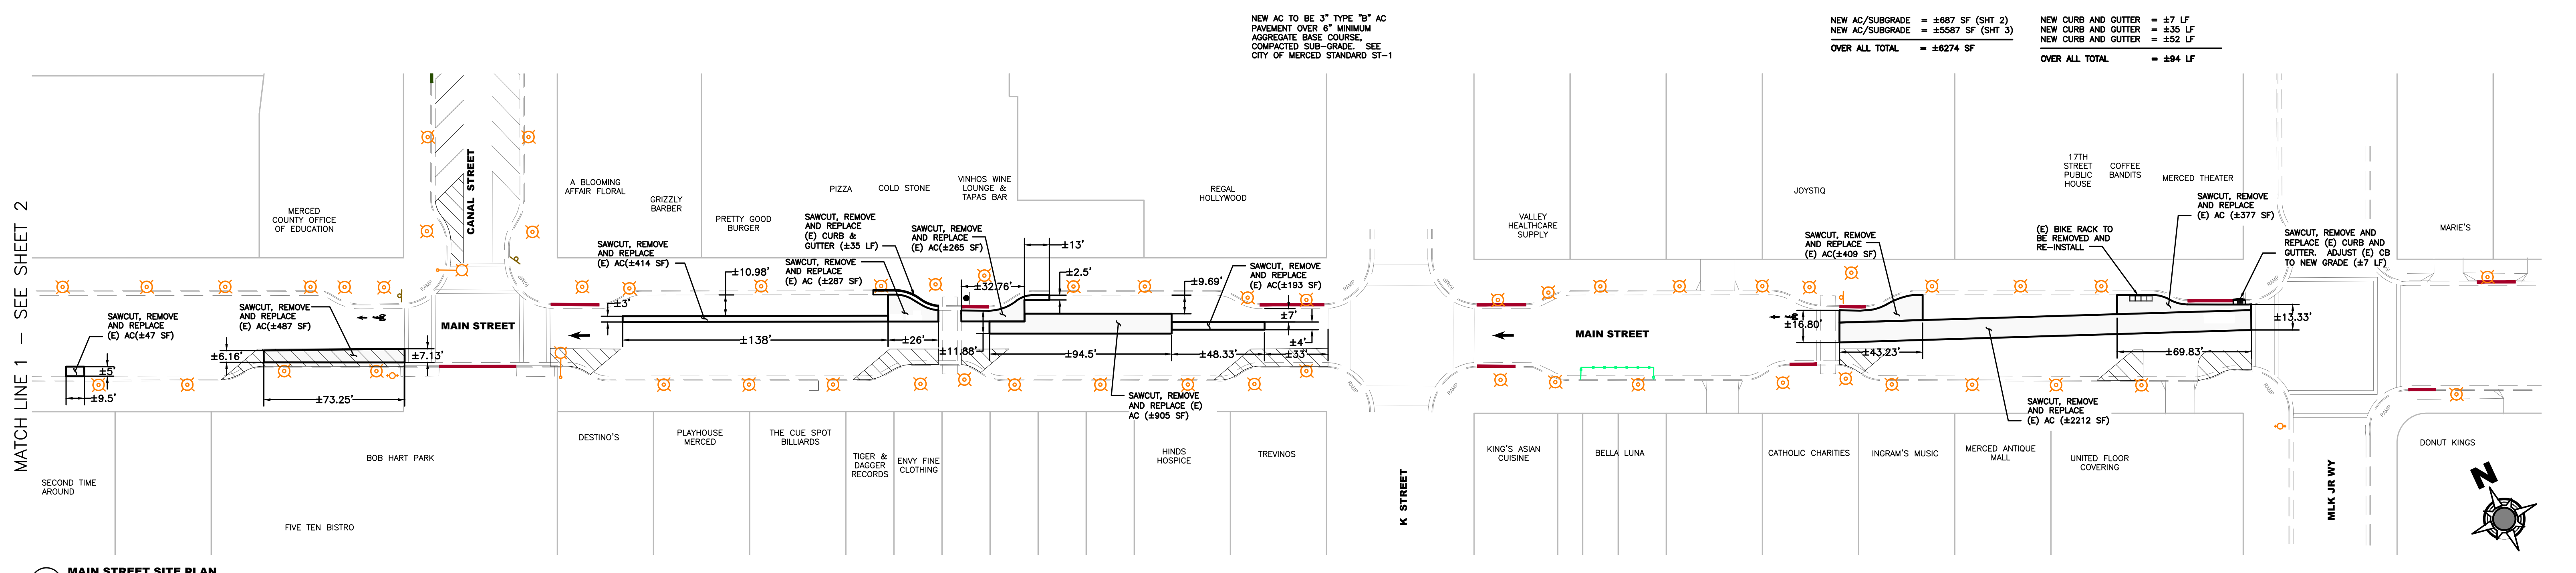 NEW AC TO BE 3" TYPE "B" AC
PAVEMENT OVER 6" MINIMUM
AGGREGATE BASE COURSE,
COMPACTED SUB-GRADE. SEE
CITY OF MERCED STANDARD ST-1
NEW AC/SUBGRADE = ±687 SF (SHT 2)
NEW AC/SUBGRADE = ±5587 SF (SHT 3)
OVER ALL TOTAL = ±6274 SF
NEW CURB AND GUTTER = ±7 LF
NEW CURB AND GUTTER = ±35 LF
NEW CURB AND GUTTER = ±52 LF
OVER ALL TOTAL = ±94 LF
MATCH LINE 1 - SEE SHEET 2
MERCED
COUNTY OFFICE
OF EDUCATION
CANAL STREET
A BLOOMING
AFFAIR FLORAL
GRIZZLY
BARBER
PRETTY GOOD
BURGER
PIZZA
COLD STONE
VINHOS WINE
LOUNGE &
TAPAS BAR
REGAL
HOLLYWOOD
VALLEY
HEALTHCARE
SUPPLY
JOYSTIQ
17TH
STREET
PUBLIC
HOUSE
COFFEE
BANDITS
MERCED THEATER
MARIE'S
SAWCUT, REMOVE
AND REPLACE
(E) AC(±47 SF)
SAWCUT, REMOVE
AND REPLACE
(E) AC(±487 SF)
SAWCUT, REMOVE
AND REPLACE
(E) AC(±414 SF)
SAWCUT, REMOVE
AND REPLACE
(E) CURB &
GUTTER (±35 LF)
SAWCUT, REMOVE
AND REPLACE
(E) AC (±287 SF)
SAWCUT, REMOVE
AND REPLACE
(E) AC(±265 SF)
SAWCUT, REMOVE
AND REPLACE
(E) AC(±193 SF)
SAWCUT, REMOVE
AND REPLACE
(E) AC(±409 SF)
(E) BIKE RACK TO
BE REMOVED AND
RE-INSTALL
SAWCUT, REMOVE
AND REPLACE
(E) AC (±377 SF)
SAWCUT, REMOVE AND
REPLACE (E) CURB AND
GUTTER. ADJUST (E) CB
TO NEW GRADE (±7 LF)
±13'
±2.5'
±10.98'
±32.76'
±9.69'
±3'
±7'
±4'
±138'
±26'
±11.88'
±94.5'
±48.33'
±33'
±16.80'
±43.23'
±69.83'
±13.33'
±6.16'
±7.13'
±5'
±9.5'
±73.25'
RAMP
RAMP
RAMP
RAMP
RAMP
RAMP
RAMP
RAMP
MAIN STREET
MAIN STREET
SAWCUT, REMOVE
AND REPLACE (E)
AC (±905 SF)
SAWCUT, REMOVE
AND REPLACE
(E) AC (±2212 SF)
SECOND TIME
AROUND
BOB HART PARK
FIVE TEN BISTRO
DESTINO'S
PLAYHOUSE
MERCED
THE CUE SPOT
BILLIARDS
TIGER &
DAGGER
RECORDS
ENVY FINE
CLOTHING
HINDS
HOSPICE
TREVINOS
K STREET
KING'S ASIAN
CUISINE
BELLA LUNA
CATHOLIC CHARITIES
INGRAM'S MUSIC
MERCED ANTIQUE
MALL
UNITED FLOOR
COVERING
MLK JR WY
DONUT KINGS
N
MAIN STREET SITE PLAN